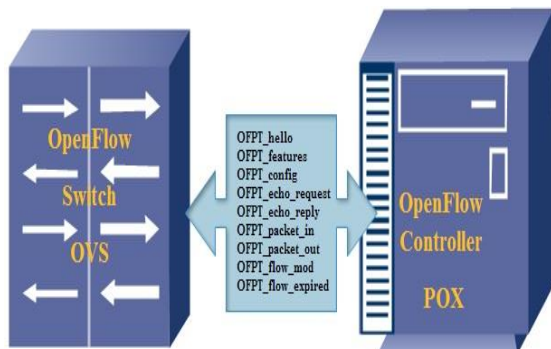 OpenFlow
Switch
OVS
OFPT_hello
OFPT_features
OFPT_config
OFPT_echo_request
OFPT_echo_reply
OFPT_packet_in
OFPT_packet_out
OFPT_flow_mod
OFPT_flow_expired
OpenFlow
Controller
POX